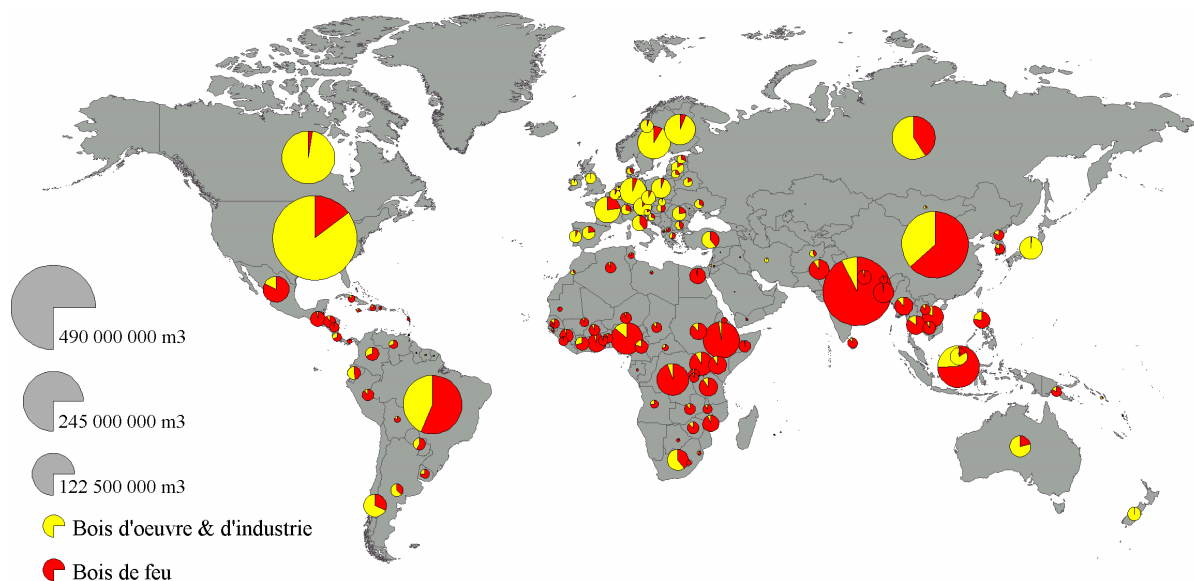 490 000 000 m3
245 000 000 m3
122 500 000 m3
Bois d'oeuvre & d'industrie
Bois de feu